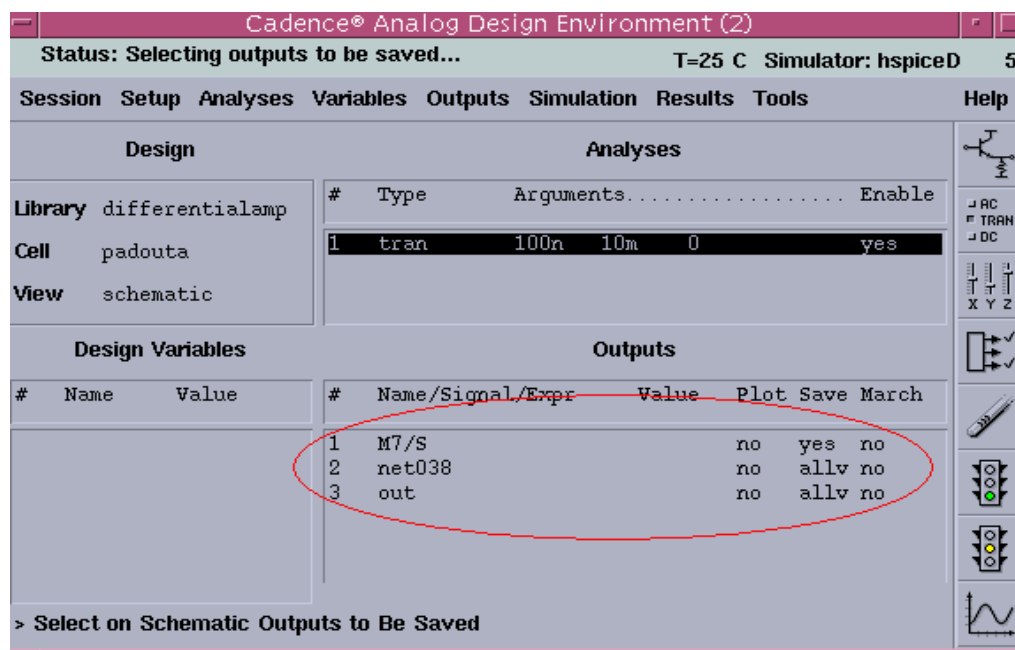 Cadence® Analog Design Environment (2)
Status: Selecting outputs to be saved... T=25 C Simulator: hspiceD 5
Session Setup Analyses Variables Outputs Simulation Results Tools Help
Design Analyses
# Type Arguments................... Enable
Library differentialamp
AC
TRAN
DC
1 tran 100n 10m 0 yes
Cell padouta
View schematic
X Y Z
Design Variables Outputs
# Name Value # Name/Signal/Expr Value Plot Save March
1 M7/S no yes no
2 net038 no allv no
3 out no allv no
> Select on Schematic Outputs to Be Saved